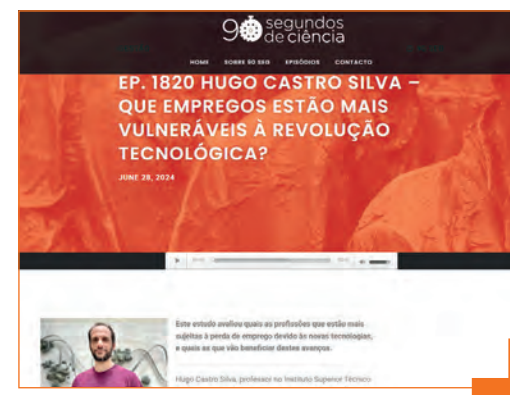 90 segundos
de ciência
HOME SOBRE 90 SEG EPISÓDIOS CONTACTO
EP. 1820 HUGO CASTRO SILVA –
QUE EMPREGOS ESTÃO MAIS
VULNERÁVEIS À REVOLUÇÃO
TECNOLÓGICA?
JUNE 28, 2024
Este estudo avaliou quais as profissões que estão mais
sujeitas à perda de emprego devido às novas tecnologias,
e quais as que vão beneficiar destes avanços.
Hugo Castro Silva, professor no Instituto Superior Técnico